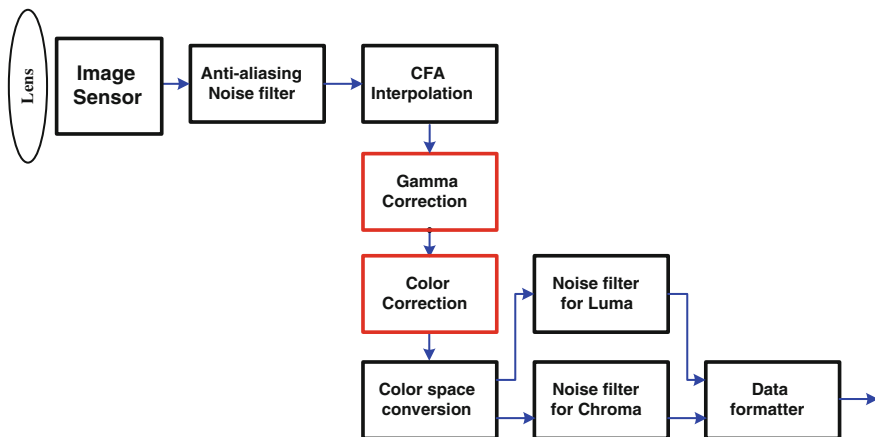 Lens
Image
Sensor
Anti-aliasing
Noise filter
CFA
Interpolation
Gamma
Correction
Color
Correction
Noise filter
for Luma
Color space
conversion
Noise filter
for Chroma
Data
formatter